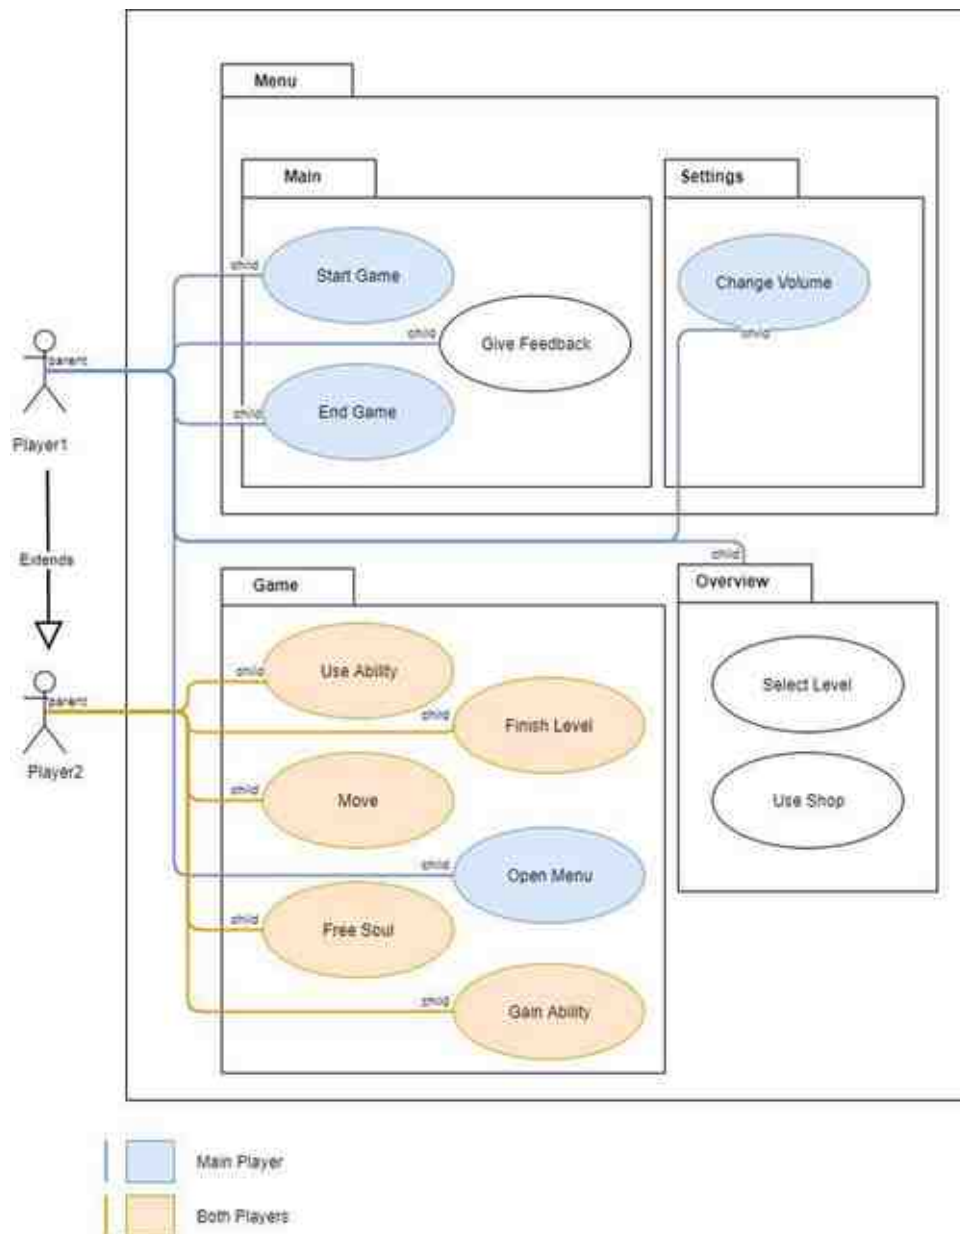 Menu
Main
Settings
child
Start Game
Change Volume
child
Give Feedback
child
parent
child
End Game
Player1
Extends
child
Game
Overview
child
Use Ability
parent
Select Level
child
Finish Level
Player2
child
Move
Use Shop
child
Open Menu
child
Free Soul
child
Gain Ability
Main Player
Both Players